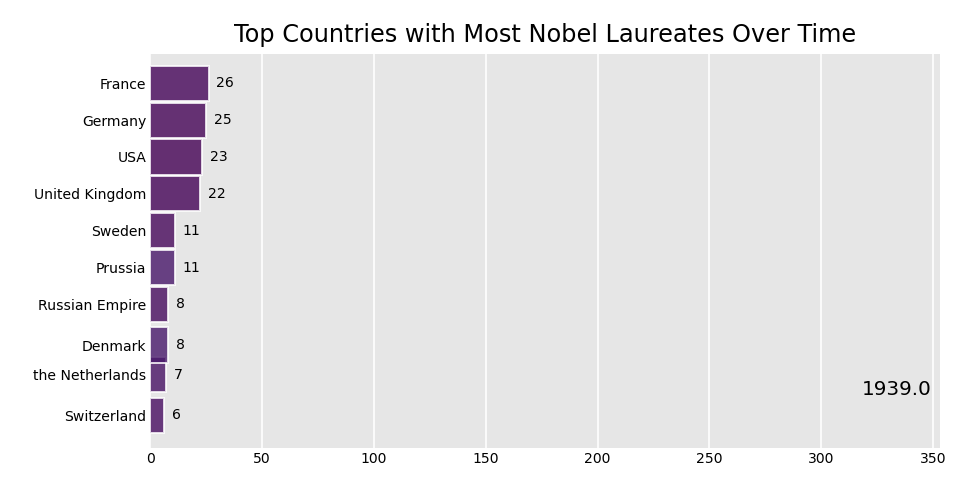 Top Countries with Most Nobel Laureates Over Time
France 26
Germany 25
USA 23
United Kingdom 22
Sweden 11
Prussia 11
Russian Empire 8
Denmark 8
the Netherlands 7
1939.0
Switzerland 6
0 50 100 150 200 250 300 350